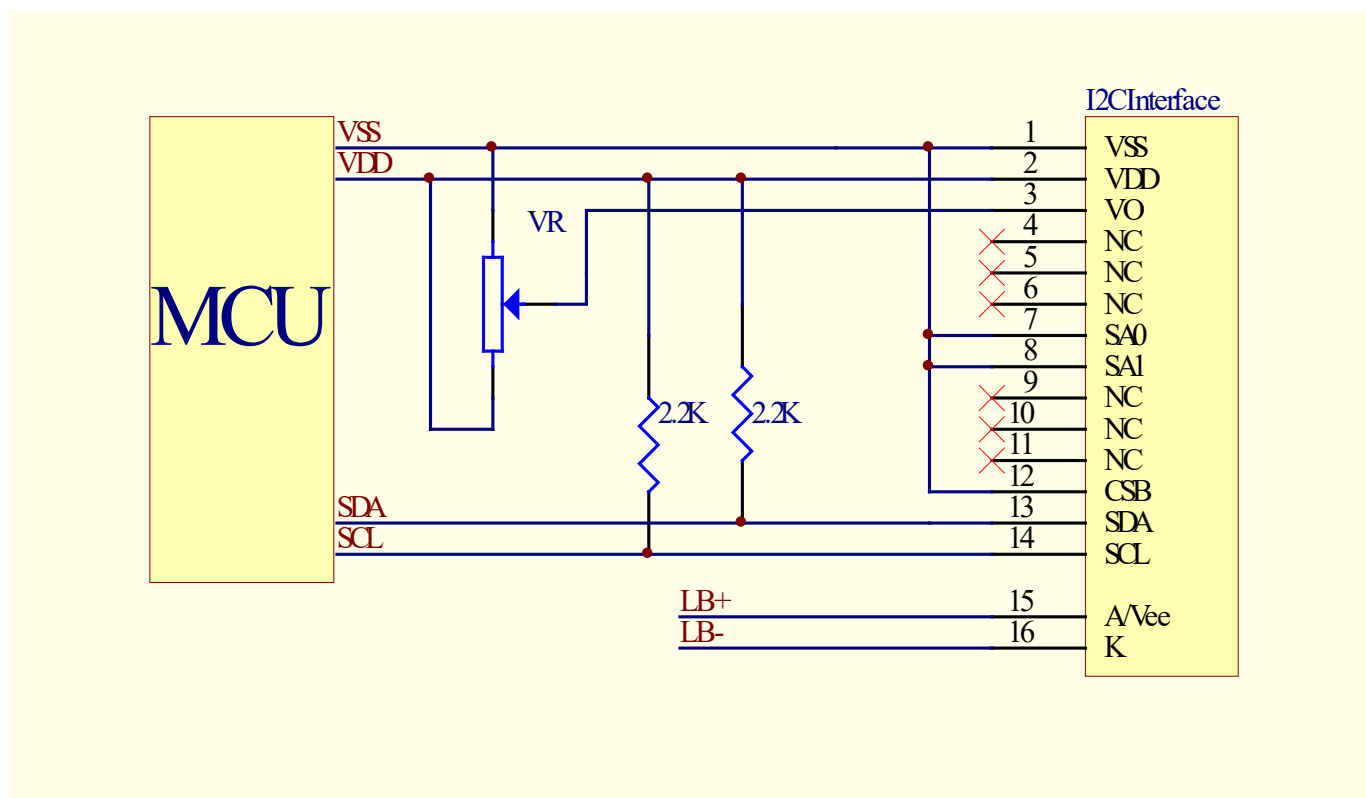 I2CInterface
VSS 1 VSS
VDD 2 VDD
VR 3 VO
4 NC
5 NC
6 NC
MCU
7 SA0
8 SA1
9 NC
2.2K 2.2K 10 NC
11 NC
12 CSB
SDA 13 SDA
SCL 14 SCL
LB+ 15 A/Vee
LB- 16 K